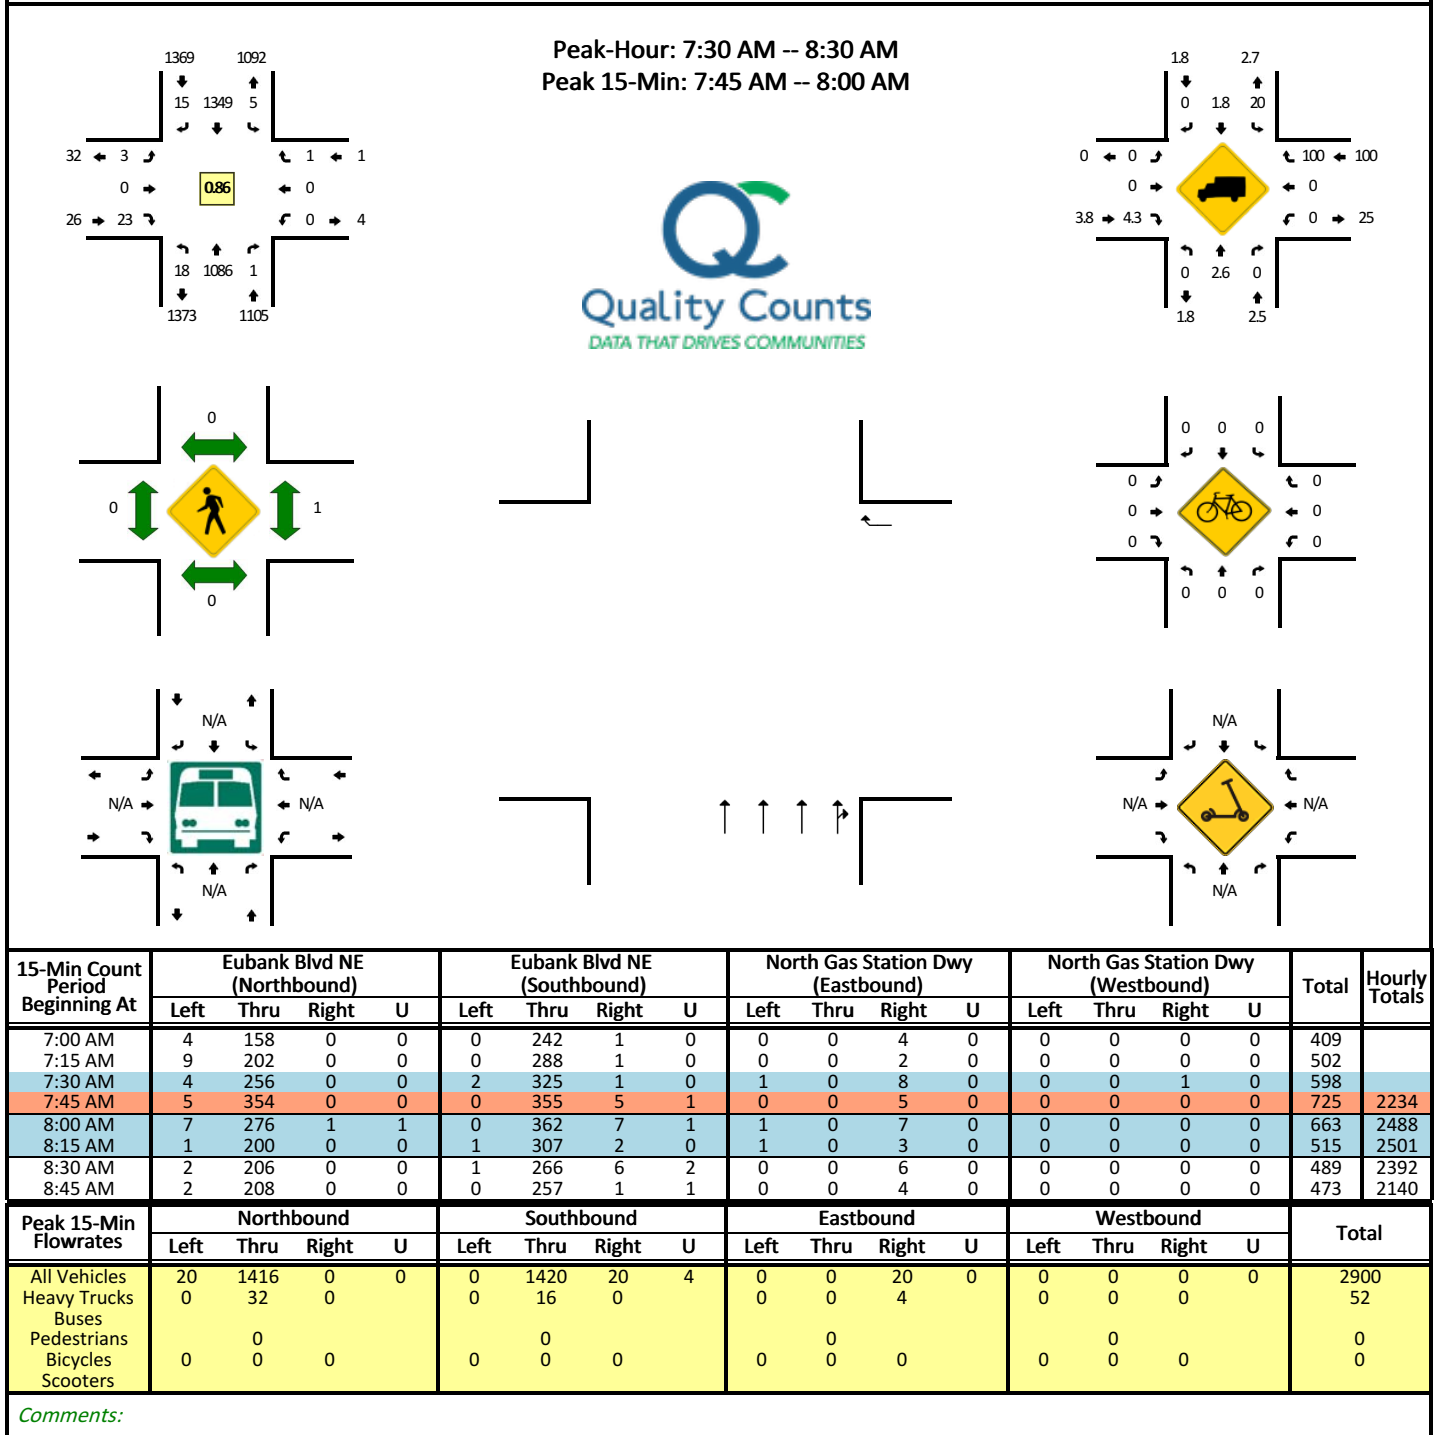 Peak-Hour: 7:30 AM -- 8:30 AM
Peak 15-Min: 7:45 AM -- 8:00 AM
1369 1092
15 1349 5
32 3 1 1
0 0.86 0
26 23 0 4
18 1086 1
1373 1105
QC
Quality Counts
DATA THAT DRIVES COMMUNITIES
1.8 2.7
0 1.8 20
0 0 100 100
0 0
3.8 4.3 0 25
0 2.6 0
1.8 2.5
0
0 1
0
0 0 0
0 0
0 0
0 0
0 0 0
N/A
N/A N/A
N/A
N/A
N/A N/A
N/A
15-Min Count Period Beginning At Eubank Blvd NE (Northbound) Eubank Blvd NE (Southbound) North Gas Station Dwy (Eastbound) North Gas Station Dwy (Westbound) Total Hourly Totals
Left Thru Right U Left Thru Right U Left Thru Right U Left Thru Right U
7:00 AM 4 158 0 0 0 242 1 0 0 0 4 0 0 0 0 0 409
7:15 AM 9 202 0 0 0 288 1 0 0 0 2 0 0 0 0 0 502
7:30 AM 4 256 0 0 2 325 1 0 1 0 8 0 0 0 1 0 598
7:45 AM 5 354 0 0 0 355 5 1 0 0 5 0 0 0 0 0 725 2234
8:00 AM 7 276 1 1 0 362 7 1 1 0 7 0 0 0 0 0 663 2488
8:15 AM 1 200 0 0 1 307 2 0 1 0 3 0 0 0 0 0 515 2501
8:30 AM 2 206 0 0 1 266 6 2 0 0 6 0 0 0 0 0 489 2392
8:45 AM 2 208 0 0 0 257 1 1 0 0 4 0 0 0 0 0 473 2140
Peak 15-Min Flowrates Northbound Southbound Eastbound Westbound Total
Left Thru Right U Left Thru Right U Left Thru Right U Left Thru Right U
All Vehicles 20 1416 0 0 0 1420 20 4 0 0 20 0 0 0 0 0 2900
Heavy Trucks 0 32 0 0 16 0 0 0 4 0 0 0 52
Buses
Pedestrians 0 0 0 0 0
Bicycles 0 0 0 0 0 0 0 0 0 0 0 0 0
Scooters
Comments: